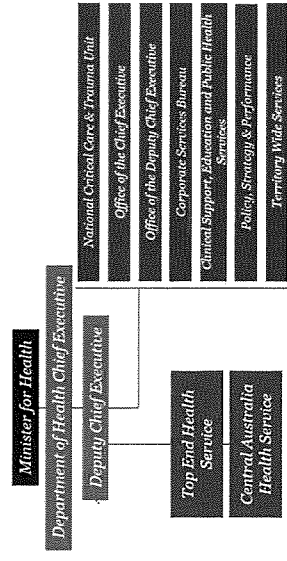 Minister for Health
Department of Health Chief Executive
Deputy Chief Executive
Top End Health
Service
Central Australia
Health Service
National Critical Care & Trauma Unit
Office of the Chief Executive
Office of the Deputy Chief Executive
Corporate Services Bureau
Clinical Support, Education and Public Health
Services
Policy, Strategy & Performance
Territory Wide Services